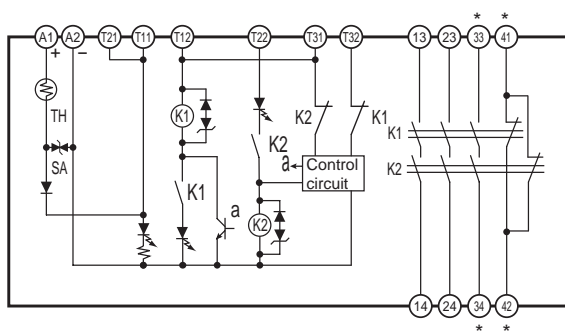 * *
A1 A2 T21 T11 T12 T22 T31 T32 13 23 33 41
+ −
TH
K1
K2
K1
K1
SA
K2
a
Control
circuit
K2
K1
a
K2
14 24 34 42
* *